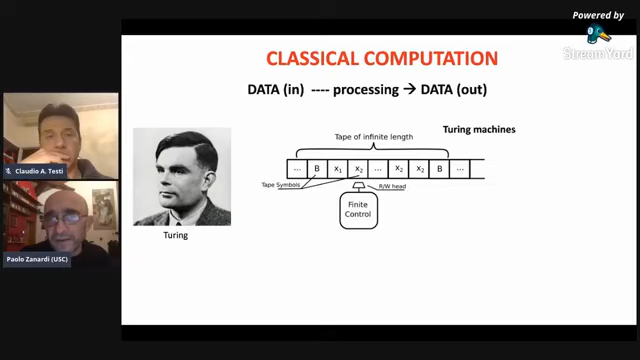 Powered by
StreamYard
CLASSICAL COMPUTATION
DATA (in) ---- processing → DATA (out)
Turing machines
Tape of infinite length
... B x1 x2 ... x2 x2 B ...
Tape Symbols
R/W head
Finite
Control
Turing
Claudio A. Testi
Paolo Zanardi (USC)